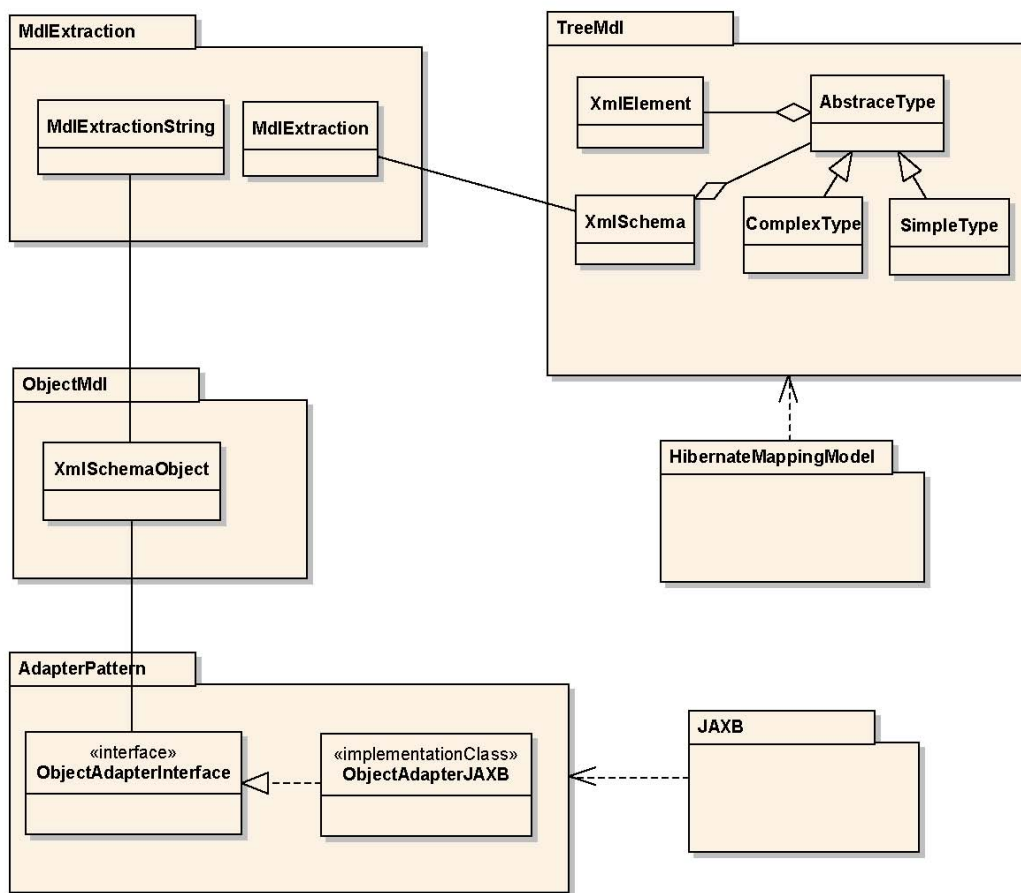 MdlExtraction
MdlExtractionString
MdlExtraction
TreeMdl
XmlElement
AbstraceType
XmlSchema
ComplexType
SimpleType
ObjectMdl
XmlSchemaObject
HibernateMappingModel
AdapterPattern
«interface»
ObjectAdapterInterface
«implementationClass»
ObjectAdapterJAXB
JAXB